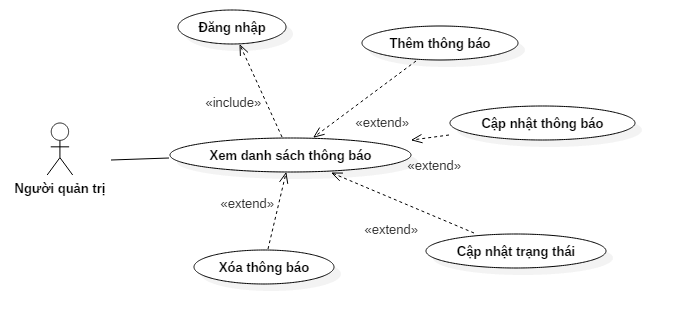 Đăng nhập
Thêm thông báo
«include»
«extend»
Cập nhật thông báo
Xem danh sách thông báo
«extend»
Người quản trị
«extend»
«extend»
Cập nhật trạng thái
Xóa thông báo